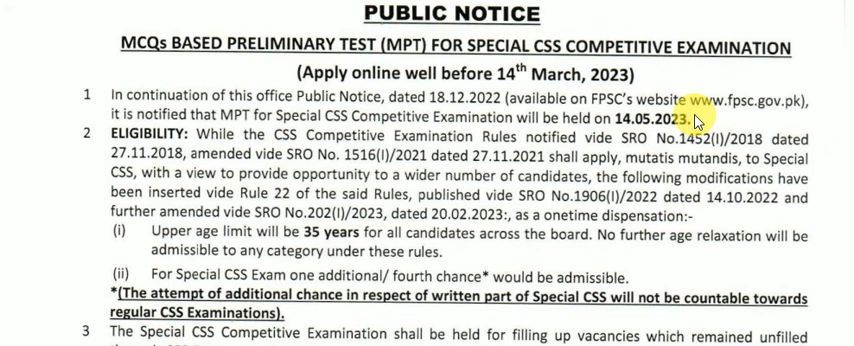 PUBLIC NOTICE
MCQs BASED PRELIMINARY TEST (MPT) FOR SPECIAL CSS COMPETITIVE EXAMINATION
(Apply online well before 14th March, 2023)
1 In continuation of this office Public Notice, dated 18.12.2022 (available on FPSC's website www.fpsc.gov.pk),
it is notified that MPT for Special CSS Competitive Examination will be held on 14.05.2023.
2 ELIGIBILITY: While the CSS Competitive Examination Rules notified vide SRO No.1452(I)/2018 dated
27.11.2018, amended vide SRO No. 1516(I)/2021 dated 27.11.2021 shall apply, mutatis mutandis, to Special
CSS, with a view to provide opportunity to a wider number of candidates, the following modifications have
been inserted vide Rule 22 of the said Rules, published vide SRO No.1906(I)/2022 dated 14.10.2022 and
further amended vide SRO No.202(I)/2023, dated 20.02.2023:, as a onetime dispensation:-
(i) Upper age limit will be 35 years for all candidates across the board. No further age relaxation will be
admissible to any category under these rules.
(ii) For Special CSS Exam one additional/ fourth chance* would be admissible.
*(The attempt of additional chance in respect of written part of Special CSS will not be countable towards
regular CSS Examinations).
3 The Special CSS Competitive Examination shall be held for filling up vacancies which remained unfilled